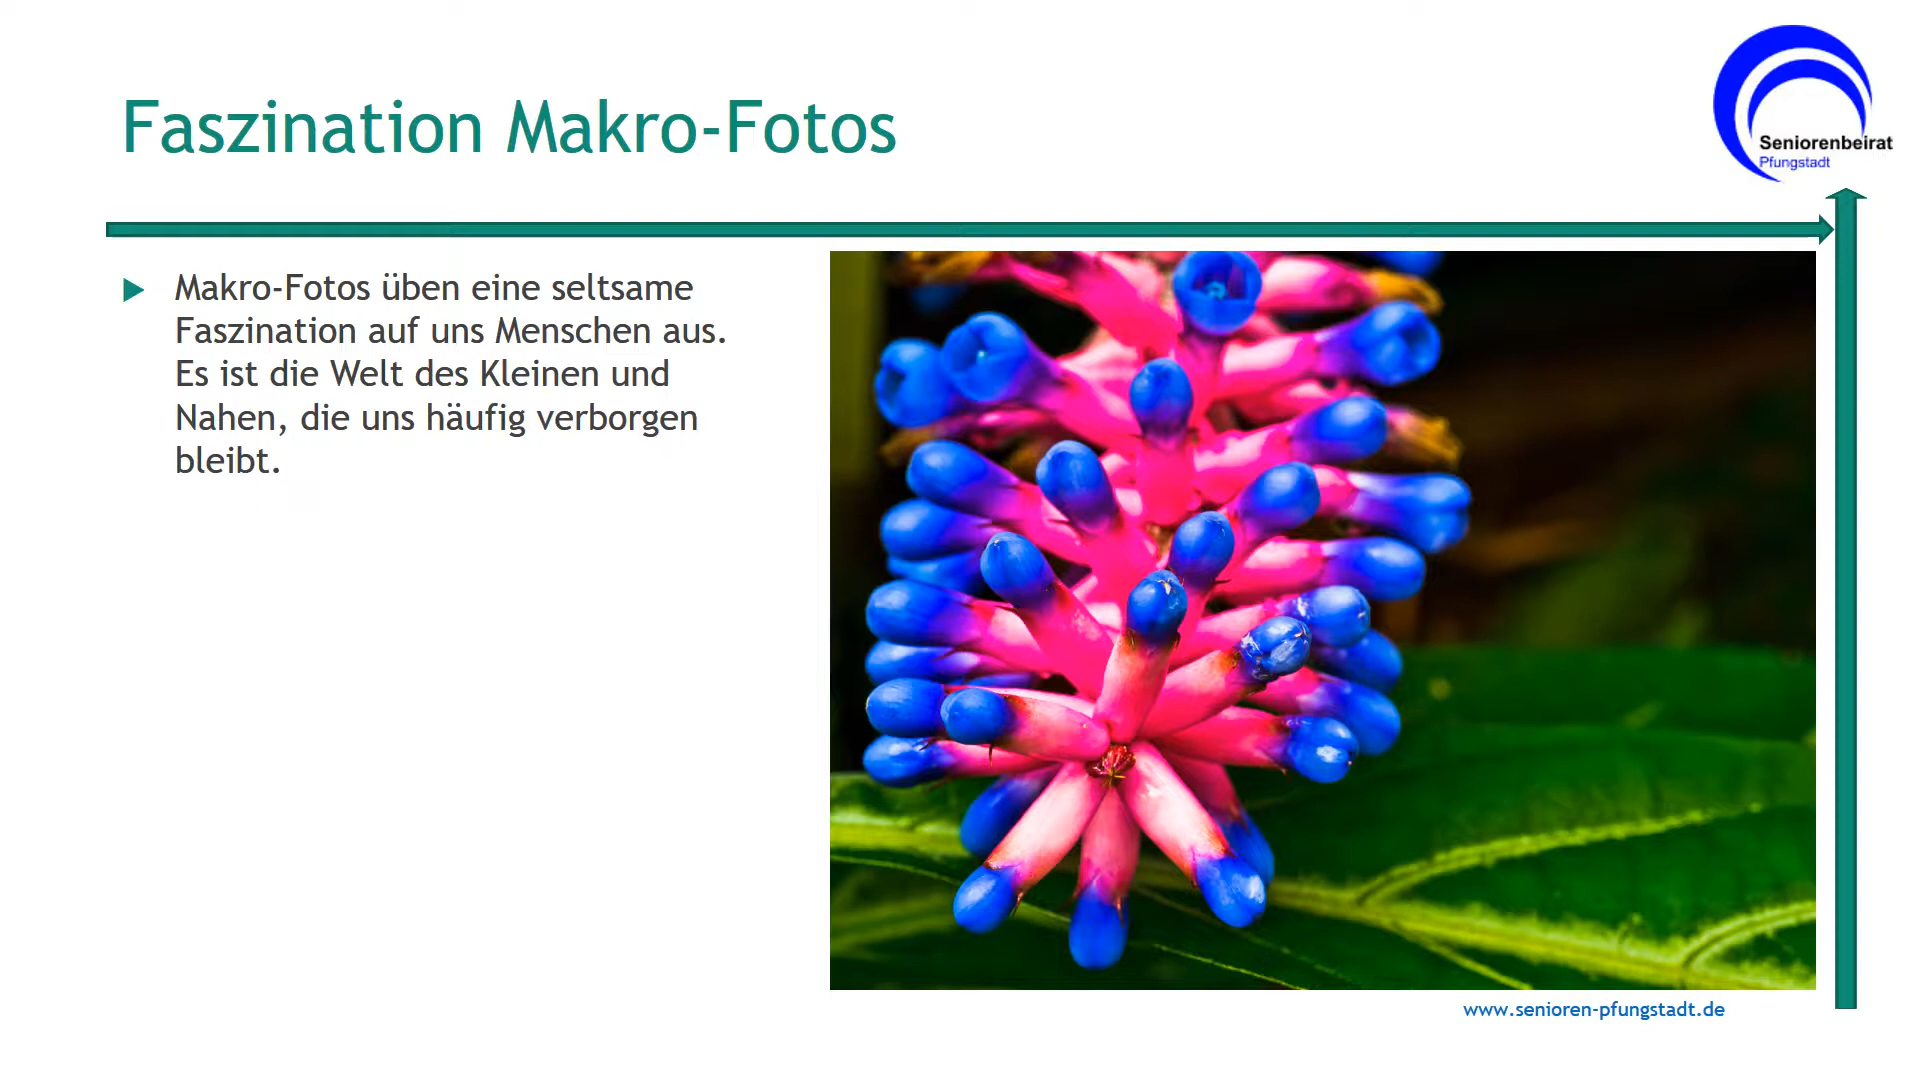 Faszination Makro-Fotos
Seniorenbeirat
Pfungstadt
Makro-Fotos üben eine seltsame
Faszination auf uns Menschen aus.
Es ist die Welt des Kleinen und
Nahen, die uns häufig verborgen
bleibt.
www.senioren-pfungstadt.de